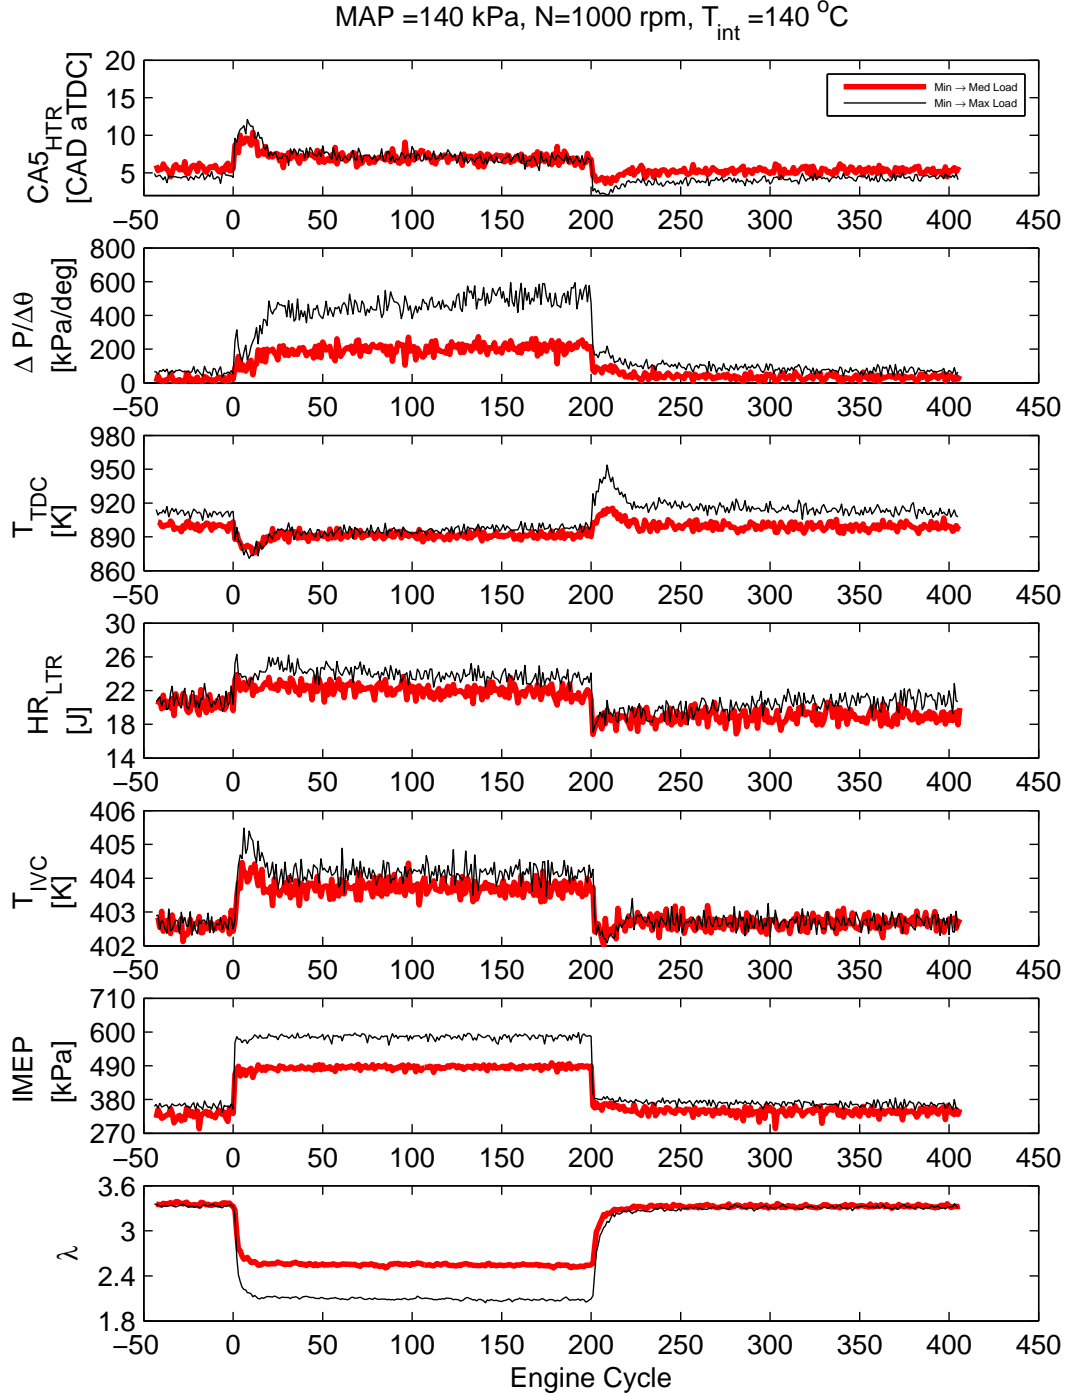 MAP =140 kPa, N=1000 rpm, T_int =140 °C
CA5_HTR
[CAD aTDC]
20
15
10
5
Min → Med Load
Min → Max Load
−50 0 50 100 150 200 250 300 350 400 450
Δ P/Δθ
[kPa/deg]
800
600
400
200
0
−50 0 50 100 150 200 250 300 350 400 450
T_TDC
[K]
980
950
920
890
860
−50 0 50 100 150 200 250 300 350 400 450
HR_LTR
[J]
30
26
22
18
14
−50 0 50 100 150 200 250 300 350 400 450
T_IVC
[K]
406
405
404
403
402
−50 0 50 100 150 200 250 300 350 400 450
IMEP
[kPa]
710
600
490
380
270
−50 0 50 100 150 200 250 300 350 400 450
λ
3.6
3
2.4
1.8
−50 0 50 100 150 200 250 300 350 400 450
Engine Cycle